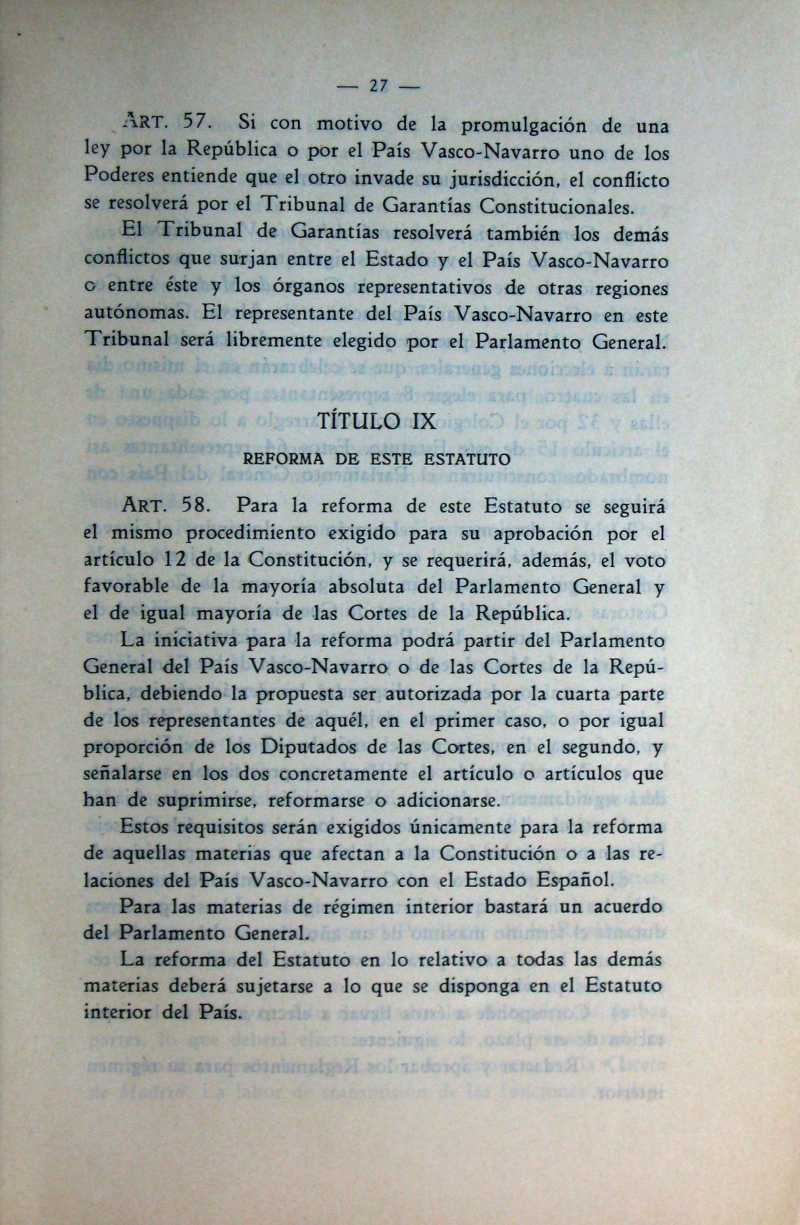 — 27 —
ART. 57. Si con motivo de la promulgación de una
ley por la República o por el País Vasco-Navarro uno de los
Poderes entiende que el otro invade su jurisdicción, el conflicto
se resolverá por el Tribunal de Garantías Constitucionales.
El Tribunal de Garantías resolverá también los demás
conflictos que surjan entre el Estado y el País Vasco-Navarro
o entre éste y los órganos representativos de otras regiones
autónomas. El representante del País Vasco-Navarro en este
Tribunal será libremente elegido por el Parlamento General.
TÍTULO IX
REFORMA DE ESTE ESTATUTO
ART. 58. Para la reforma de este Estatuto se seguirá
el mismo procedimiento exigido para su aprobación por el
artículo 12 de la Constitución, y se requerirá, además, el voto
favorable de la mayoría absoluta del Parlamento General y
el de igual mayoría de las Cortes de la República.
La iniciativa para la reforma podrá partir del Parlamento
General del País Vasco-Navarro o de las Cortes de la Repú-
blica, debiendo la propuesta ser autorizada por la cuarta parte
de los representantes de aquél, en el primer caso, o por igual
proporción de los Diputados de las Cortes, en el segundo, y
señalarse en los dos concretamente el artículo o artículos que
han de suprimirse, reformarse o adicionarse.
Estos requisitos serán exigidos únicamente para la reforma
de aquellas materias que afectan a la Constitución o a las re-
laciones del País Vasco-Navarro con el Estado Español.
Para las materias de régimen interior bastará un acuerdo
del Parlamento General.
La reforma del Estatuto en lo relativo a todas las demás
materias deberá sujetarse a lo que se disponga en el Estatuto
interior del País.